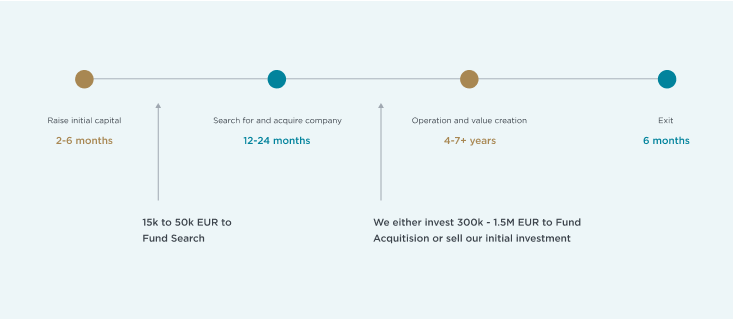 Raise initial capital
2-6 months
Search for and acquire company
12-24 months
Operation and value creation
4-7+ years
Exit
6 months
15k to 50k EUR to
Fund Search
We either invest 300k - 1.5M EUR to Fund
Acquitision or sell our initial investment